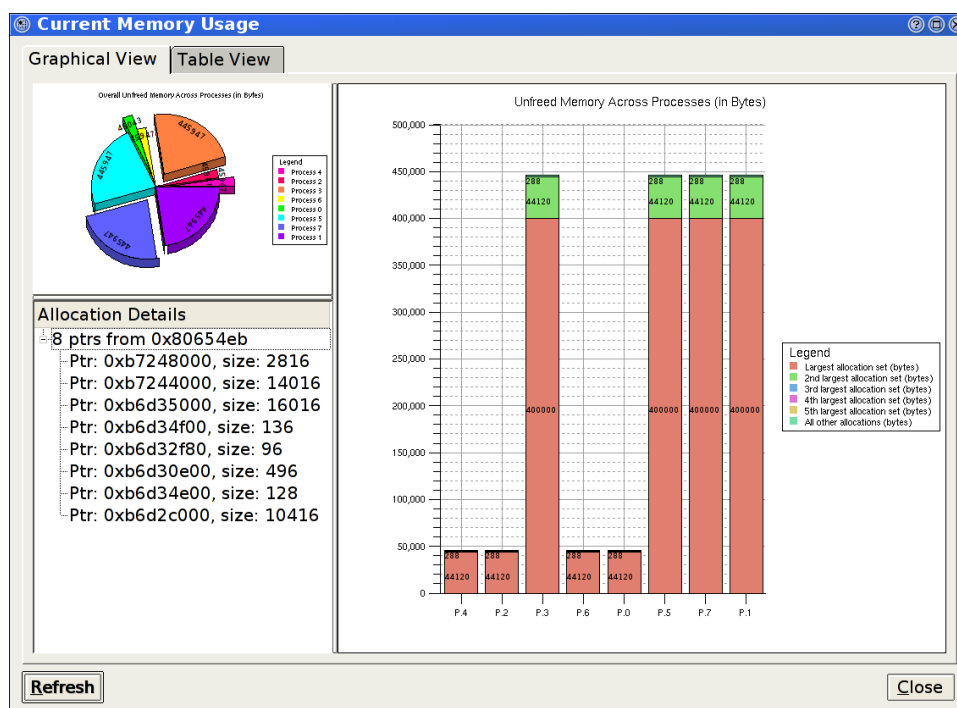 Current Memory Usage
Graphical View
Table View
Overall Unfreed Memory Across Processes (in Bytes)
445947
445947
445947
445947
Legend
Process 4
Process 2
Process 3
Process 6
Process 0
Process 5
Process 7
Process 1
Allocation Details
8 ptrs from 0x80654eb
Ptr: 0xb7248000, size: 2816
Ptr: 0xb7244000, size: 14016
Ptr: 0xb6d35000, size: 16016
Ptr: 0xb6d34f00, size: 136
Ptr: 0xb6d32f80, size: 96
Ptr: 0xb6d30e00, size: 496
Ptr: 0xb6d34e00, size: 128
Ptr: 0xb6d2c000, size: 10416
Unfreed Memory Across Processes (in Bytes)
500,000
450,000
400,000
350,000
300,000
250,000
200,000
150,000
100,000
50,000
0
288 288 288 288
44120 44120 44120 44120
400000 400000 400000 400000
288 288 288 288
44120 44120 44120 44120
P.4 P.2 P.3 P.6 P.0 P.5 P.7 P.1
Legend
Largest allocation set (bytes)
2nd largest allocation set (bytes)
3rd largest allocation set (bytes)
4th largest allocation set (bytes)
5th largest allocation set (bytes)
All other allocations (bytes)
Refresh
Close